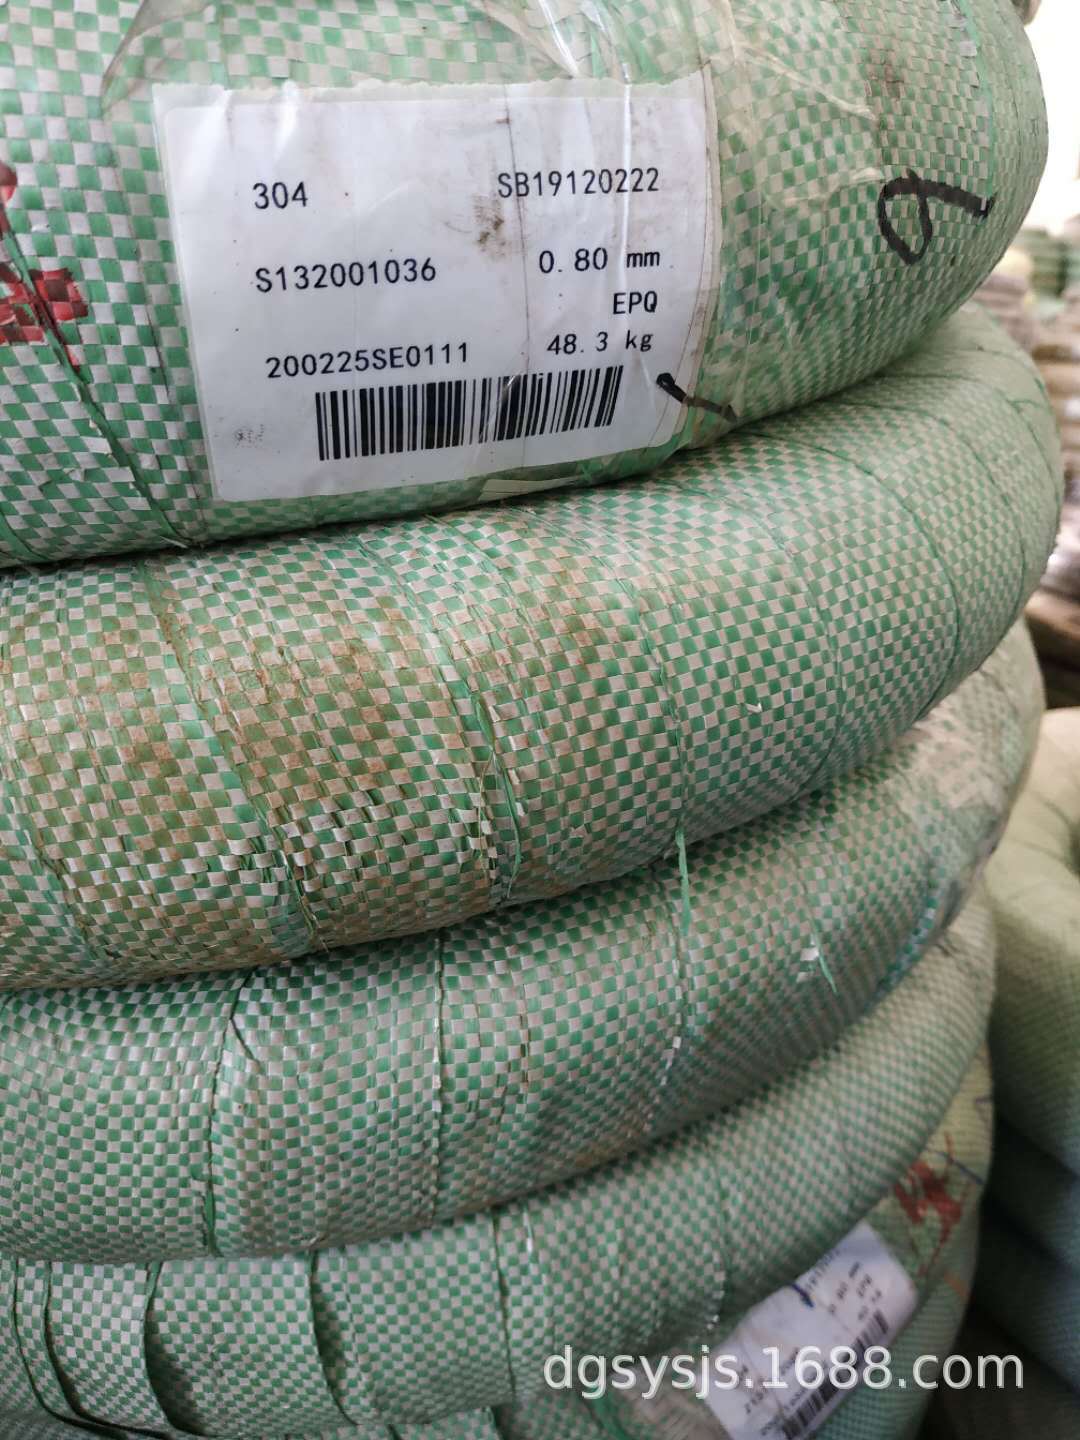 304 SB19120222
S132001036 0.80 mm
EPQ
200225SE0111 48.3 kg
dgsysjs.1688.com